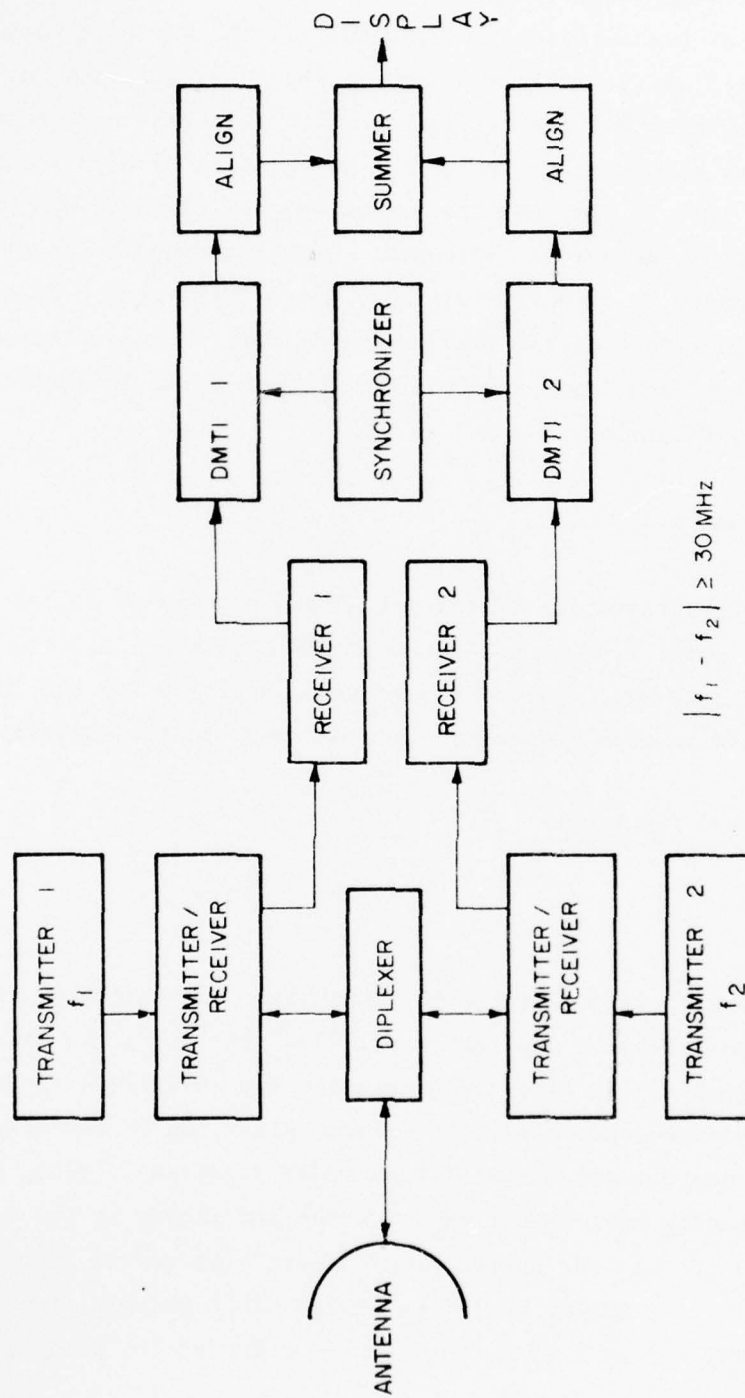 TRANSMITTER 1
f1
TRANSMITTER/
RECEIVER
DIPLEXER
ANTENNA
TRANSMITTER/
RECEIVER
TRANSMITTER 2
f2
RECEIVER 1
RECEIVER 2
DMTI 1
SYNCHRONIZER
DMTI 2
ALIGN
SUMMER
ALIGN
DISPLAY
|f1 - f2| ≥ 30 MHz